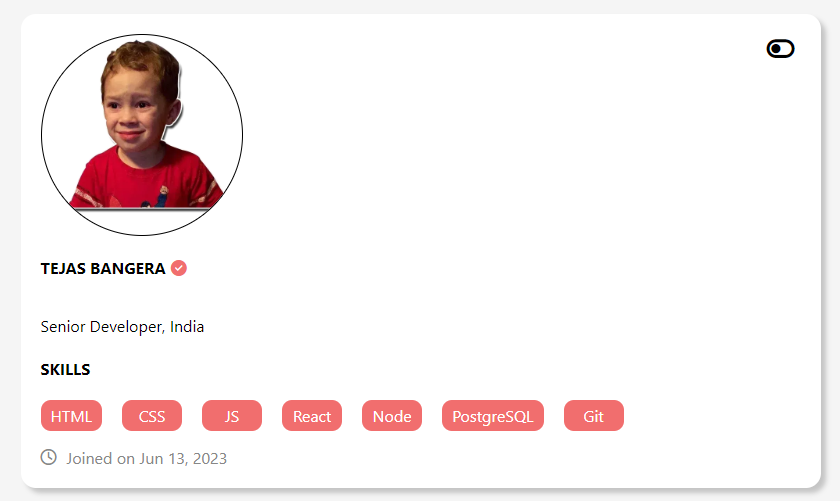 TEJAS BANGERA
Senior Developer, India
SKILLS
HTML CSS JS React Node PostgreSQL Git
Joined on Jun 13, 2023